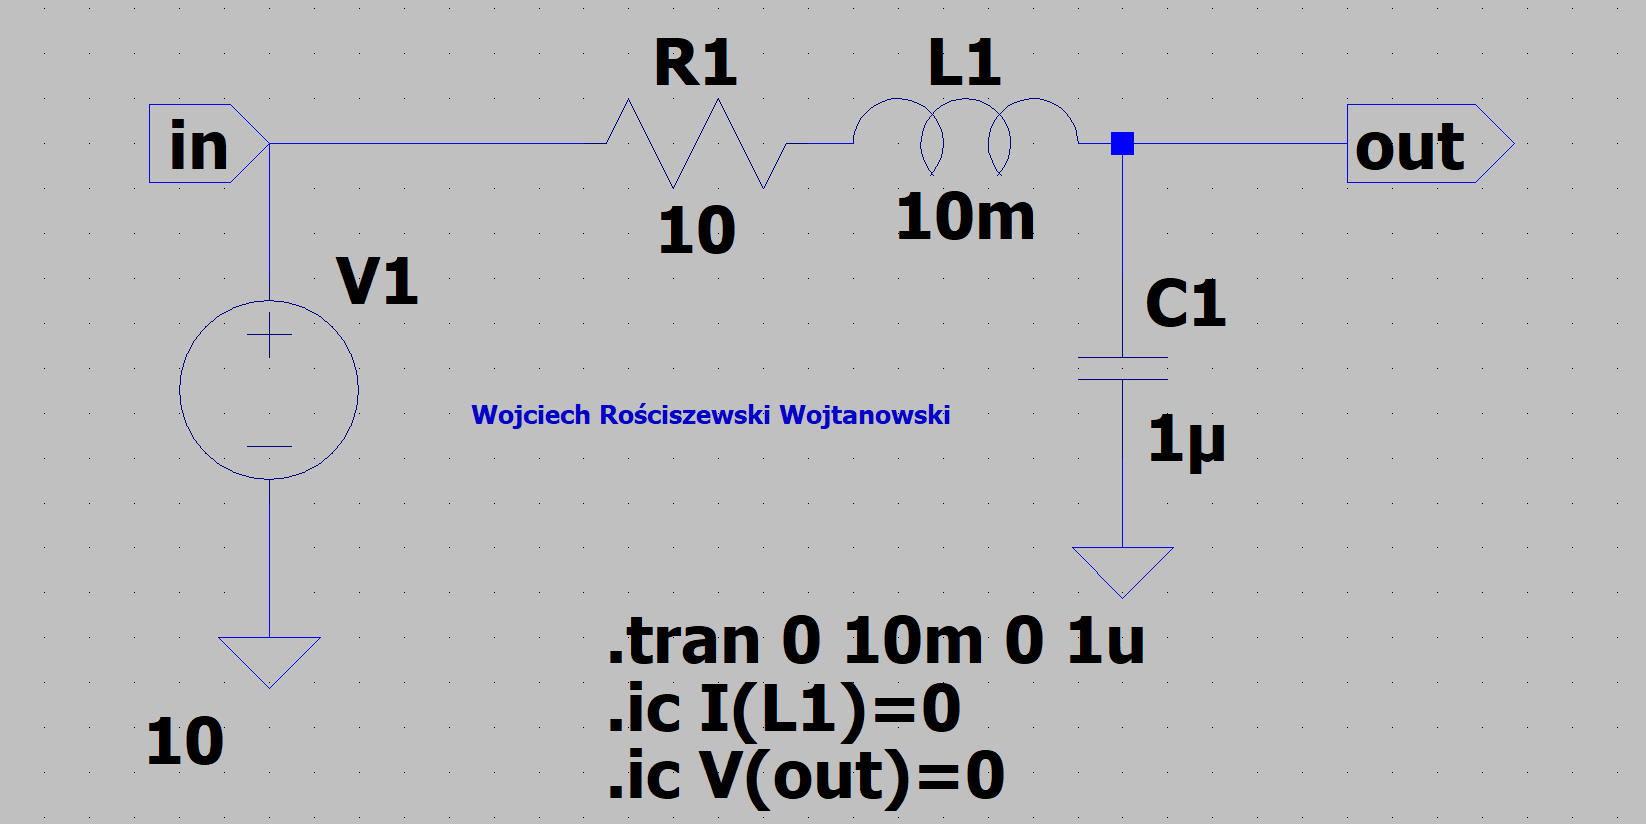 R1
L1
in
out
10
10m
V1
C1
Wojciech Rościszewski Wojtanowski
1µ
.tran 0 10m 0 1u
.ic I(L1)=0
10
.ic V(out)=0